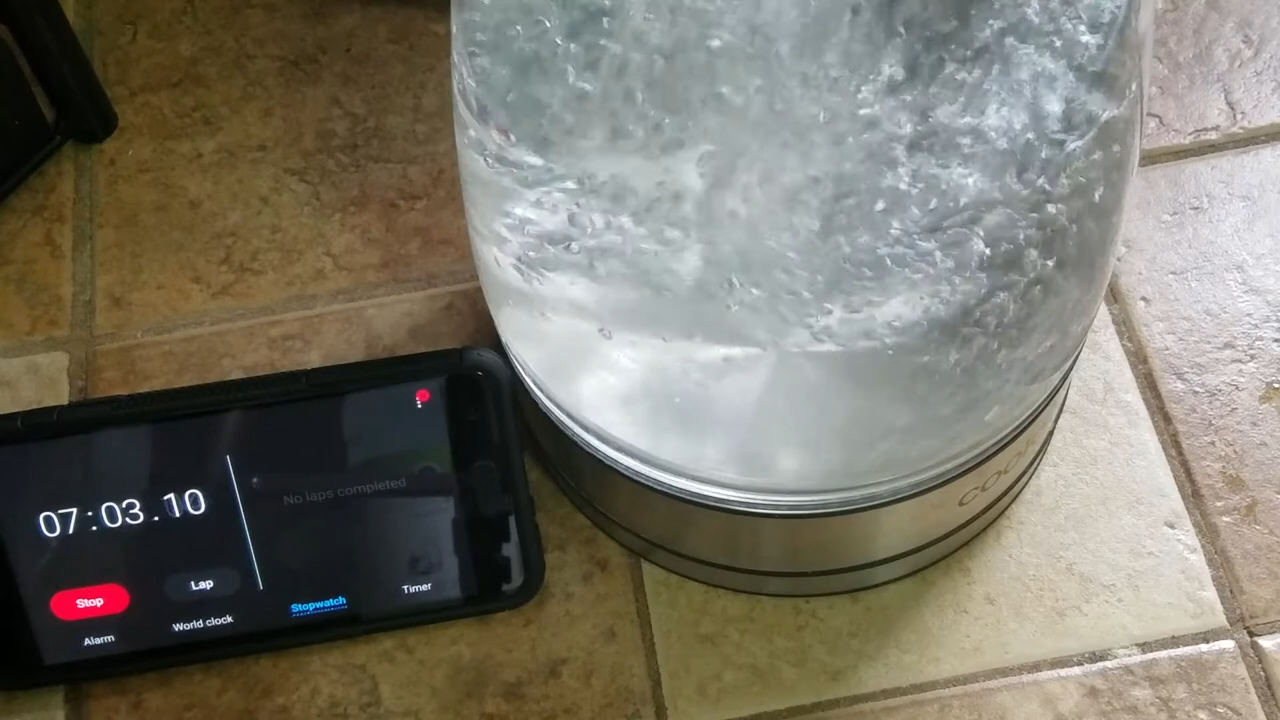 07:03.10
No laps completed
Stop
Lap
Alarm
World clock
Stopwatch
Timer